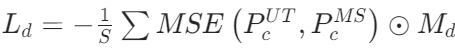 $L_d = -\frac{1}{S} \sum MSE \left( P_c^{UT}, P_c^{MS} \right) \odot M_d$